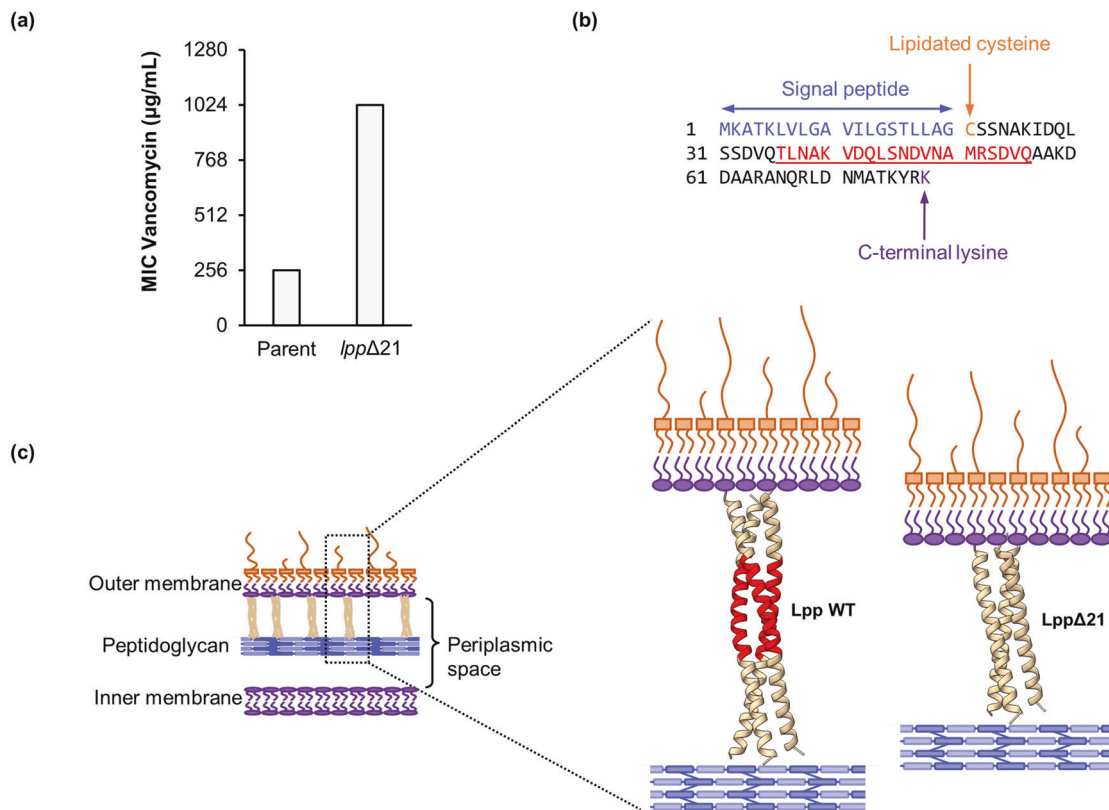 (a)
MIC Vancomycin (µg/mL)
1280
1024
768
512
256
0
Parent
lppΔ21
(b)
Lipidated cysteine
Signal peptide
1 MKATKLVLGA VILGSTLLAG CSSNAKIDQL
31 SSDVQTLNAK VDQLSNDVNA MRSDVQAAKD
61 DAARANQRLD NMATKYRK
C-terminal lysine
(c)
Outer membrane
Peptidoglycan
Inner membrane
Periplasmic
space
Lpp WT
LppΔ21